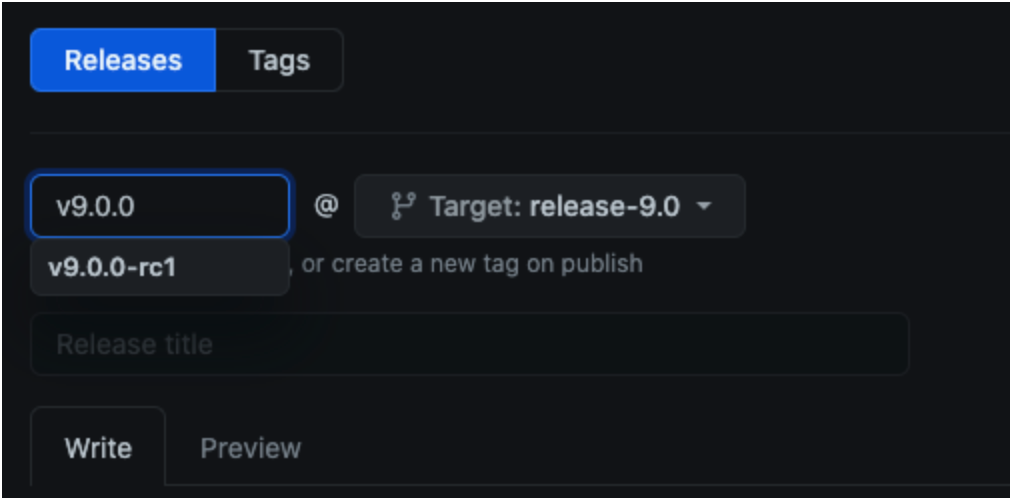 Releases Tags
v9.0.0 @ Target: release-9.0
v9.0.0-rc1 , or create a new tag on publish
Release title
Write Preview